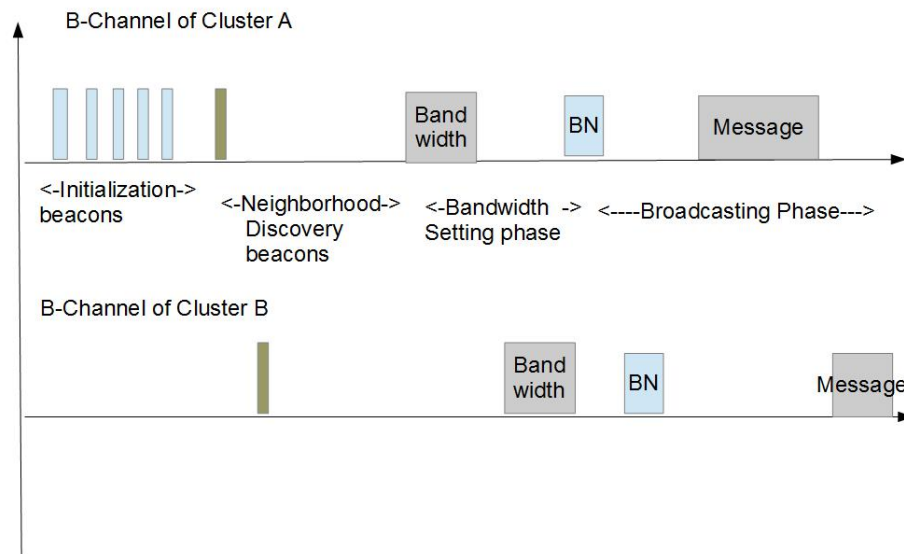 B-Channel of Cluster A
Band
width
BN
Message
<-Initialization->
beacons
<-Neighborhood->
Discovery
beacons
<-Bandwidth  ->
Setting phase
<----Broadcasting Phase--->
B-Channel of Cluster B
Band
width
BN
Message